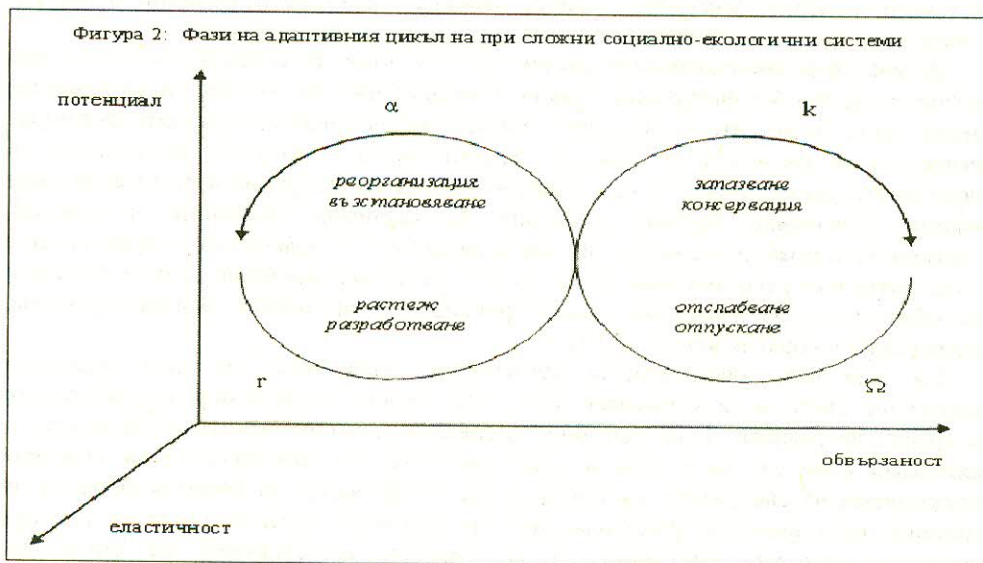 Фигура 2: Фази на адаптивния цикъл на при сложни социално-екологични системи
потенциал
α
k
реорганизация
възстановяване
запазване
консервация
растеж
разработване
отслабване
отпускане
r
Ω
обвързаност
еластичност